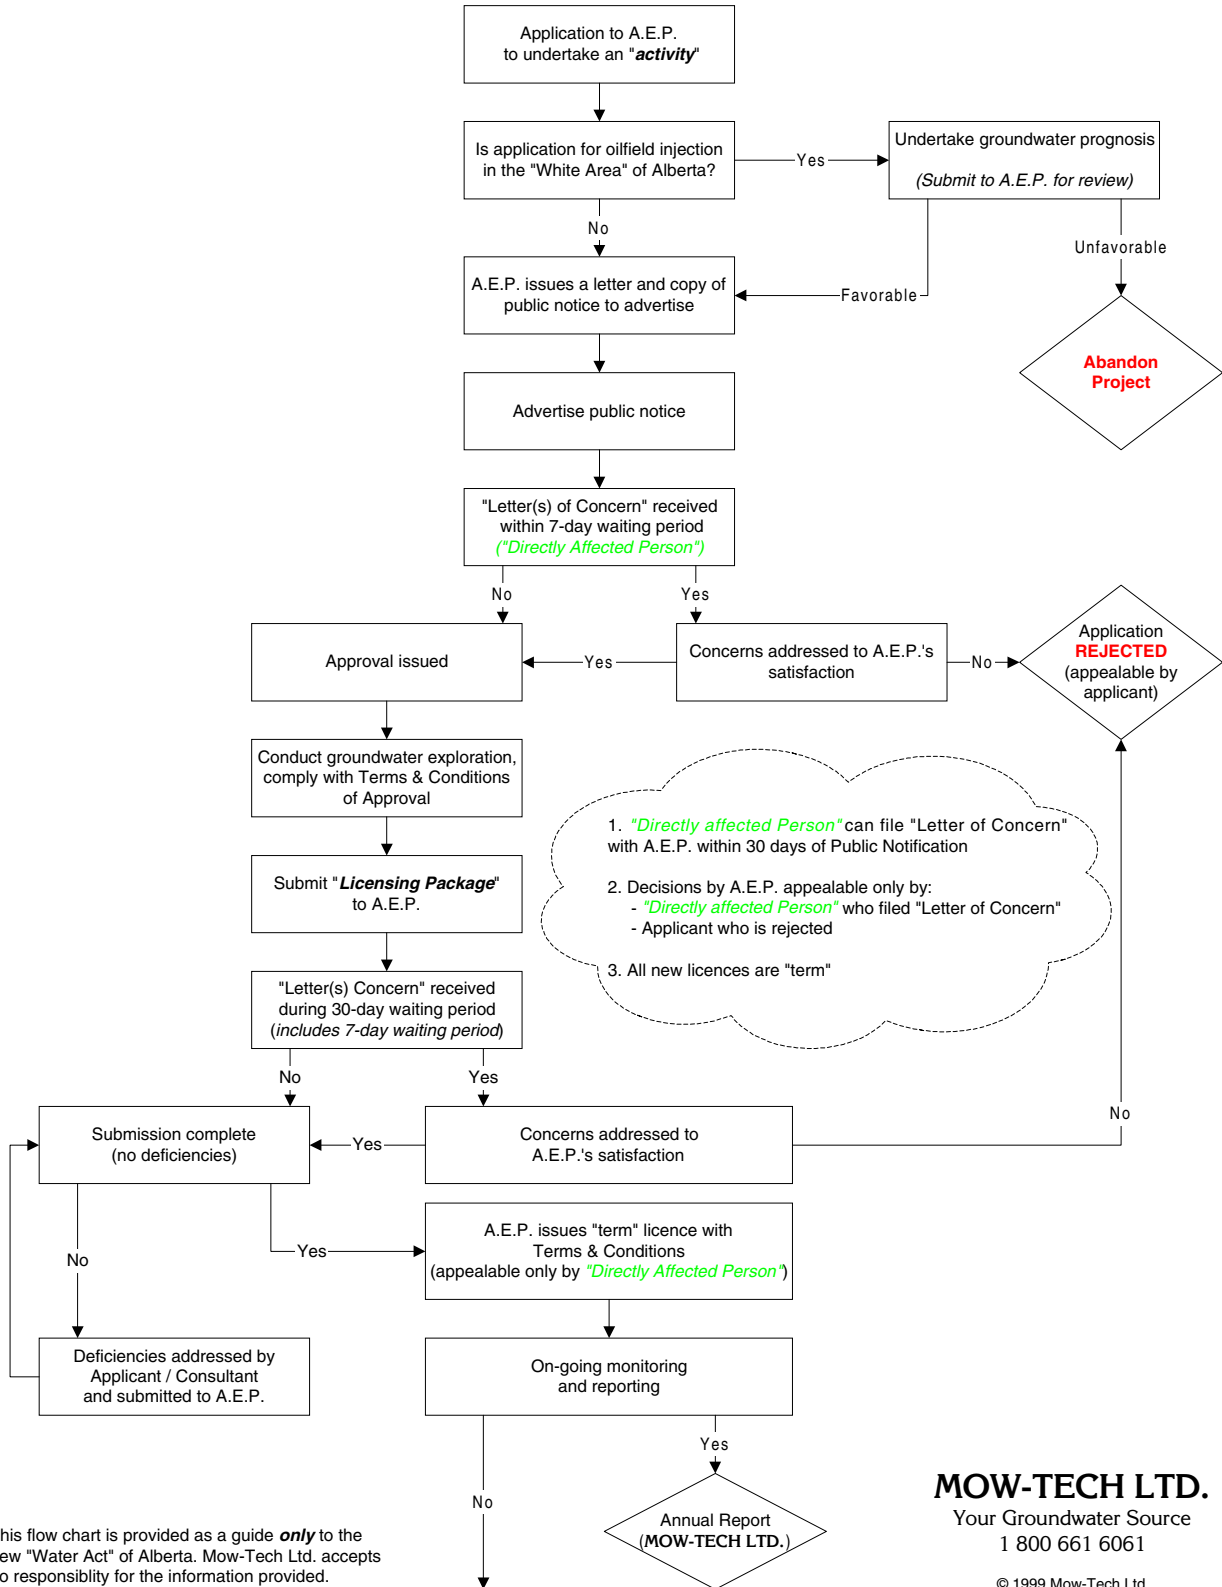 Application to A.E.P.
to undertake an "activity"
Is application for oilfield injection
in the "White Area" of Alberta?
Yes
Undertake groundwater prognosis
(Submit to A.E.P. for review)
No
Unfavorable
A.E.P. issues a letter and copy of
public notice to advertise
Favorable
Abandon
Project
Advertise public notice
"Letter(s) of Concern" received
within 7-day waiting period
("Directly Affected Person")
No
Yes
Approval issued
Yes
Concerns addressed to A.E.P.'s
satisfaction
No
Application
REJECTED
(appealable by
applicant)
Conduct groundwater exploration,
comply with Terms & Conditions
of Approval
1. "Directly affected Person" can file "Letter of Concern"
with A.E.P. within 30 days of Public Notification
2. Decisions by A.E.P. appealable only by:
- "Directly affected Person" who filed "Letter of Concern"
- Applicant who is rejected
3. All new licences are "term"
Submit "Licensing Package"
to A.E.P.
"Letter(s) Concern" received
during 30-day waiting period
(includes 7-day waiting period)
No
Yes
No
Submission complete
(no deficiencies)
Yes
Concerns addressed to
A.E.P.'s satisfaction
No
Yes
A.E.P. issues "term" licence with
Terms & Conditions
(appealable only by "Directly Affected Person")
Deficiencies addressed by
Applicant / Consultant
and submitted to A.E.P.
On-going monitoring
and reporting
Yes
No
Annual Report
(MOW-TECH LTD.)
MOW-TECH LTD.
Your Groundwater Source
1 800 661 6061
© 1999 Mow-Tech Ltd.
his flow chart is provided as a guide only to the
ew "Water Act" of Alberta. Mow-Tech Ltd. accepts
o responsiblity for the information provided.